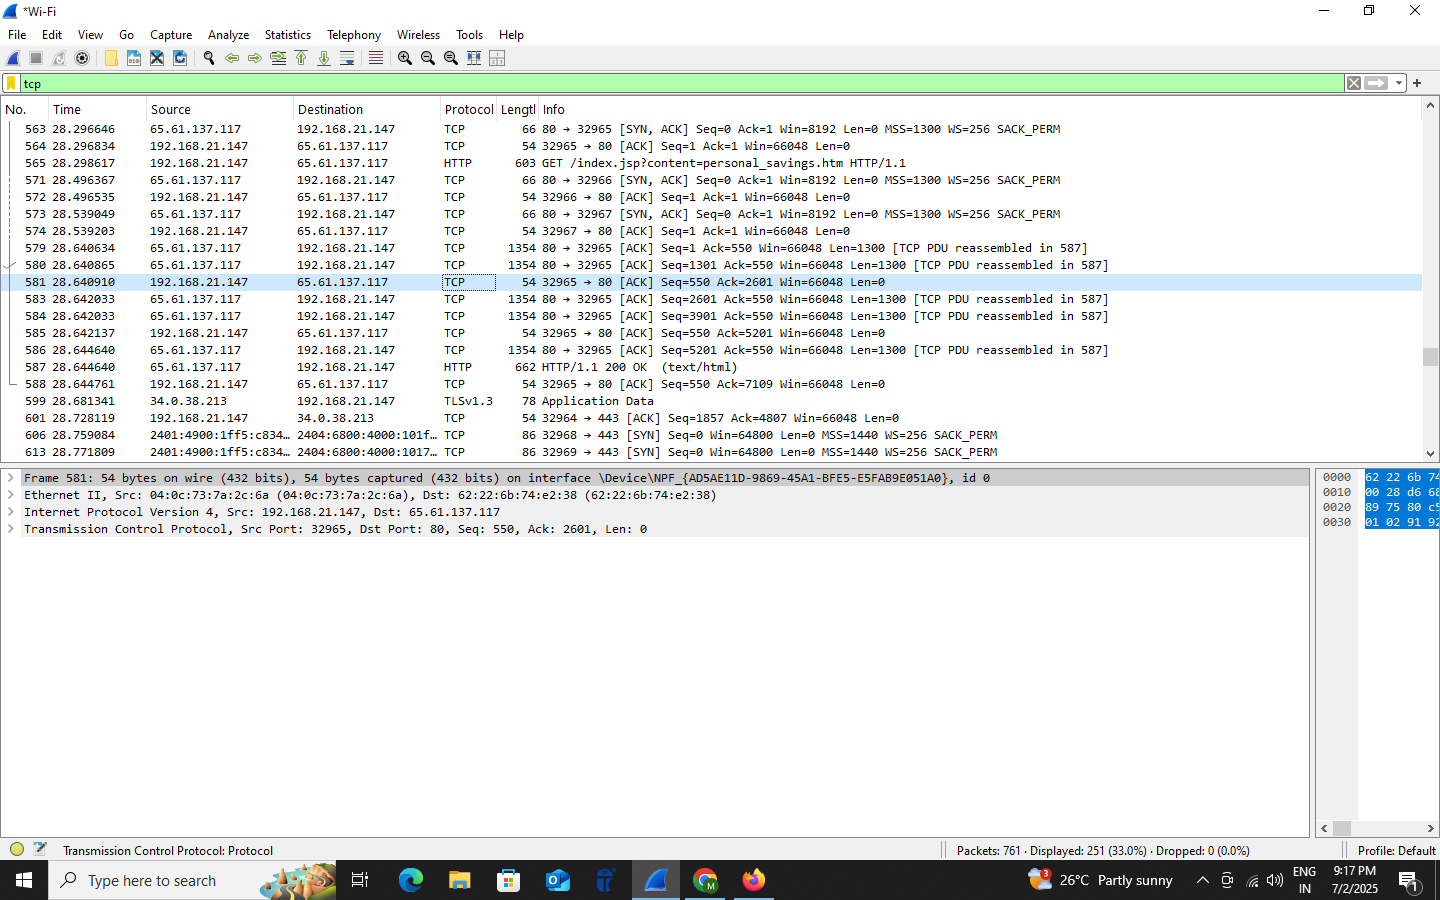 *Wi-Fi
File Edit View Go Capture Analyze Statistics Telephony Wireless Tools Help
tcp
No. Time Source Destination Protocol Lengtl Info
563 28.296646 65.61.137.117 192.168.21.147 TCP 66 80 → 32965 [SYN, ACK] Seq=0 Ack=1 Win=8192 Len=0 MSS=1300 WS=256 SACK_PERM
564 28.296834 192.168.21.147 65.61.137.117 TCP 54 32965 → 80 [ACK] Seq=1 Ack=1 Win=66048 Len=0
565 28.298617 192.168.21.147 65.61.137.117 HTTP 603 GET /index.jsp?content=personal_savings.htm HTTP/1.1
571 28.496367 65.61.137.117 192.168.21.147 TCP 66 80 → 32966 [SYN, ACK] Seq=0 Ack=1 Win=8192 Len=0 MSS=1300 WS=256 SACK_PERM
572 28.496535 192.168.21.147 65.61.137.117 TCP 54 32966 → 80 [ACK] Seq=1 Ack=1 Win=66048 Len=0
573 28.539049 65.61.137.117 192.168.21.147 TCP 66 80 → 32967 [SYN, ACK] Seq=0 Ack=1 Win=8192 Len=0 MSS=1300 WS=256 SACK_PERM
574 28.539203 192.168.21.147 65.61.137.117 TCP 54 32967 → 80 [ACK] Seq=1 Ack=1 Win=66048 Len=0
579 28.640634 65.61.137.117 192.168.21.147 TCP 1354 80 → 32965 [ACK] Seq=1 Ack=550 Win=66048 Len=1300 [TCP PDU reassembled in 587]
580 28.640865 65.61.137.117 192.168.21.147 TCP 1354 80 → 32965 [ACK] Seq=1301 Ack=550 Win=66048 Len=1300 [TCP PDU reassembled in 587]
581 28.640910 192.168.21.147 65.61.137.117 TCP 54 32965 → 80 [ACK] Seq=550 Ack=2601 Win=66048 Len=0
583 28.642033 65.61.137.117 192.168.21.147 TCP 1354 80 → 32965 [ACK] Seq=2601 Ack=550 Win=66048 Len=1300 [TCP PDU reassembled in 587]
584 28.642033 65.61.137.117 192.168.21.147 TCP 1354 80 → 32965 [ACK] Seq=3901 Ack=550 Win=66048 Len=1300 [TCP PDU reassembled in 587]
585 28.642137 192.168.21.147 65.61.137.117 TCP 54 32965 → 80 [ACK] Seq=550 Ack=5201 Win=66048 Len=0
586 28.644640 65.61.137.117 192.168.21.147 TCP 1354 80 → 32965 [ACK] Seq=5201 Ack=550 Win=66048 Len=1300 [TCP PDU reassembled in 587]
587 28.644640 65.61.137.117 192.168.21.147 HTTP 662 HTTP/1.1 200 OK (text/html)
588 28.644761 192.168.21.147 65.61.137.117 TCP 54 32965 → 80 [ACK] Seq=550 Ack=7109 Win=66048 Len=0
599 28.681341 34.0.38.213 192.168.21.147 TLSv1.3 78 Application Data
601 28.728119 192.168.21.147 34.0.38.213 TCP 54 32964 → 443 [ACK] Seq=1857 Ack=4807 Win=66048 Len=0
606 28.759084 2401:4900:1ff5:c834… 2404:6800:4000:101f… TCP 86 32968 → 443 [SYN] Seq=0 Win=64800 Len=0 MSS=1440 WS=256 SACK_PERM
613 28.771809 2401:4900:1ff5:c834… 2404:6800:4000:1017… TCP 86 32969 → 443 [SYN] Seq=0 Win=64800 Len=0 MSS=1440 WS=256 SACK_PERM
Frame 581: 54 bytes on wire (432 bits), 54 bytes captured (432 bits) on interface \Device\NPF_{AD5AE11D-9869-45A1-BFE5-E5FAB9E051A0}, id 0
Ethernet II, Src: 04:0c:73:7a:2c:6a (04:0c:73:7a:2c:6a), Dst: 62:22:6b:74:e2:38 (62:22:6b:74:e2:38)
Internet Protocol Version 4, Src: 192.168.21.147, Dst: 65.61.137.117
Transmission Control Protocol, Src Port: 32965, Dst Port: 80, Seq: 550, Ack: 2601, Len: 0
0000 62 22 6b 74
0010 00 28 d6 68
0020 89 75 80 c5
0030 01 02 91 92
Transmission Control Protocol: Protocol
Packets: 761 · Displayed: 251 (33.0%) · Dropped: 0 (0.0%)
Profile: Default
Type here to search
3
26°C Partly sunny
ENG
IN
9:17 PM
7/2/2025
1